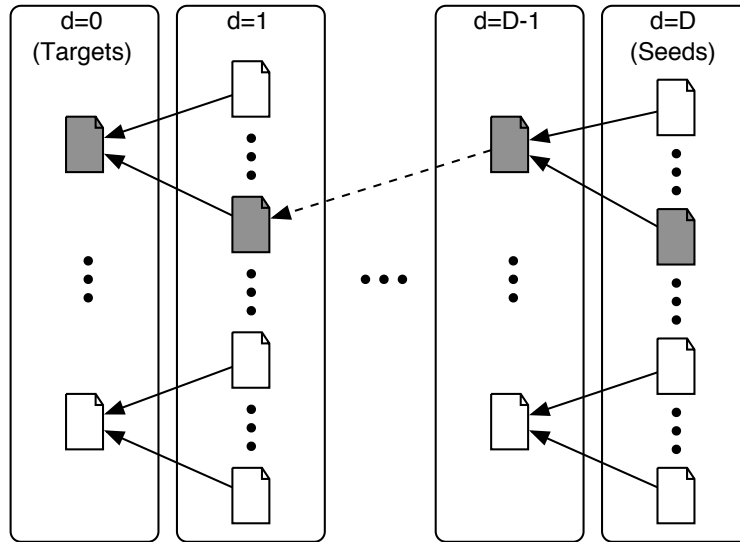 d=0
(Targets)
d=1
d=D-1
d=D
(Seeds)